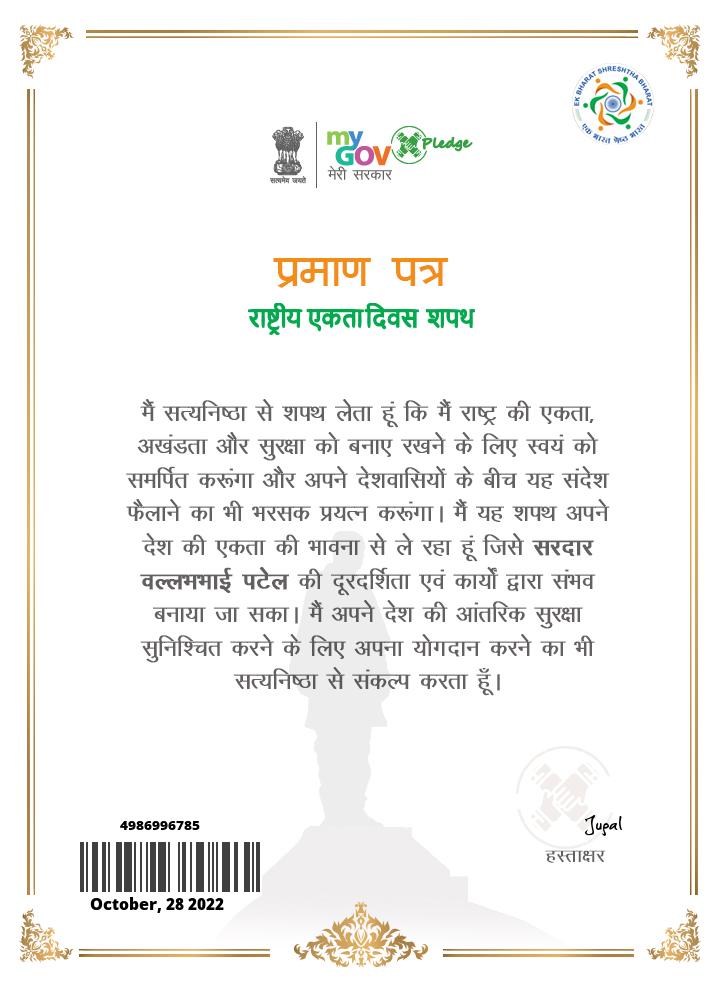 EK BHARAT SHRESHTHA BHARAT
एक भारत श्रेष्ठ भारत
सत्यमेव जयते
my
GOV
मेरी सरकार
Pledge
प्रमाण पत्र
राष्ट्रीय एकता दिवस शपथ
मैं सत्यनिष्ठा से शपथ लेता हूं कि मैं राष्ट्र की एकता,
अखंडता और सुरक्षा को बनाए रखने के लिए स्वयं को
समर्पित करूंगा और अपने देशवासियों के बीच यह संदेश
फैलाने का भी भरसक प्रयत्न करूंगा। मैं यह शपथ अपने
देश की एकता की भावना से ले रहा हूं जिसे सरदार
वल्लभभाई पटेल की दूरदर्शिता एवं कार्यों द्वारा संभव
बनाया जा सका। मैं अपने देश की आंतरिक सुरक्षा
सुनिश्चित करने के लिए अपना योगदान करने का भी
सत्यनिष्ठा से संकल्प करता हूँ।
4986996785
October, 28 2022
Jupal
हस्ताक्षर